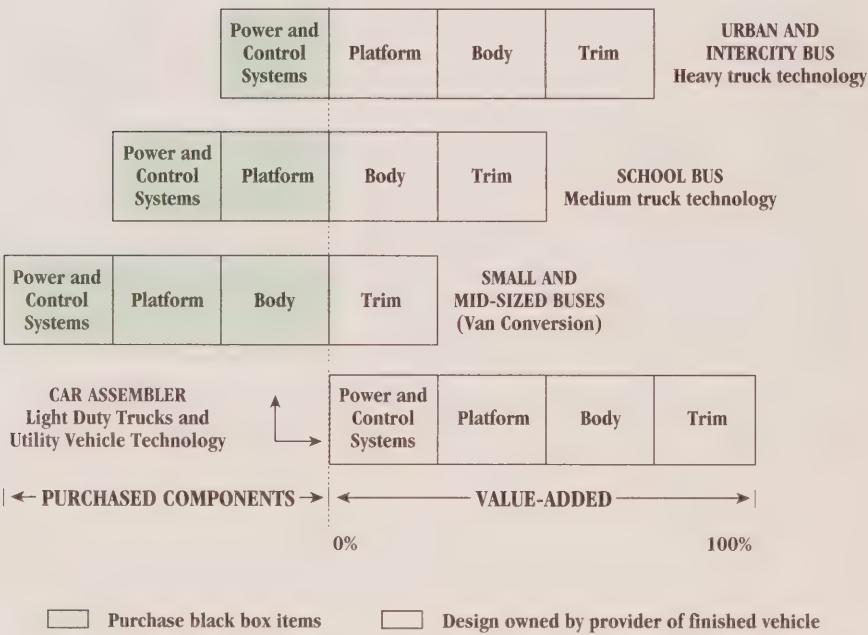 Power and
Control
Systems
Platform
Body
Trim
URBAN AND
INTERCITY BUS
Heavy truck technology
Power and
Control
Systems
Platform
Body
Trim
SCHOOL BUS
Medium truck technology
Power and
Control
Systems
Platform
Body
Trim
SMALL AND
MID-SIZED BUSES
(Van Conversion)
CAR ASSEMBLER
Light Duty Trucks and
Utility Vehicle Technology
Power and
Control
Systems
Platform
Body
Trim
PURCHASED COMPONENTS
VALUE-ADDED
0%
100%
Purchase black box items
Design owned by provider of finished vehicle